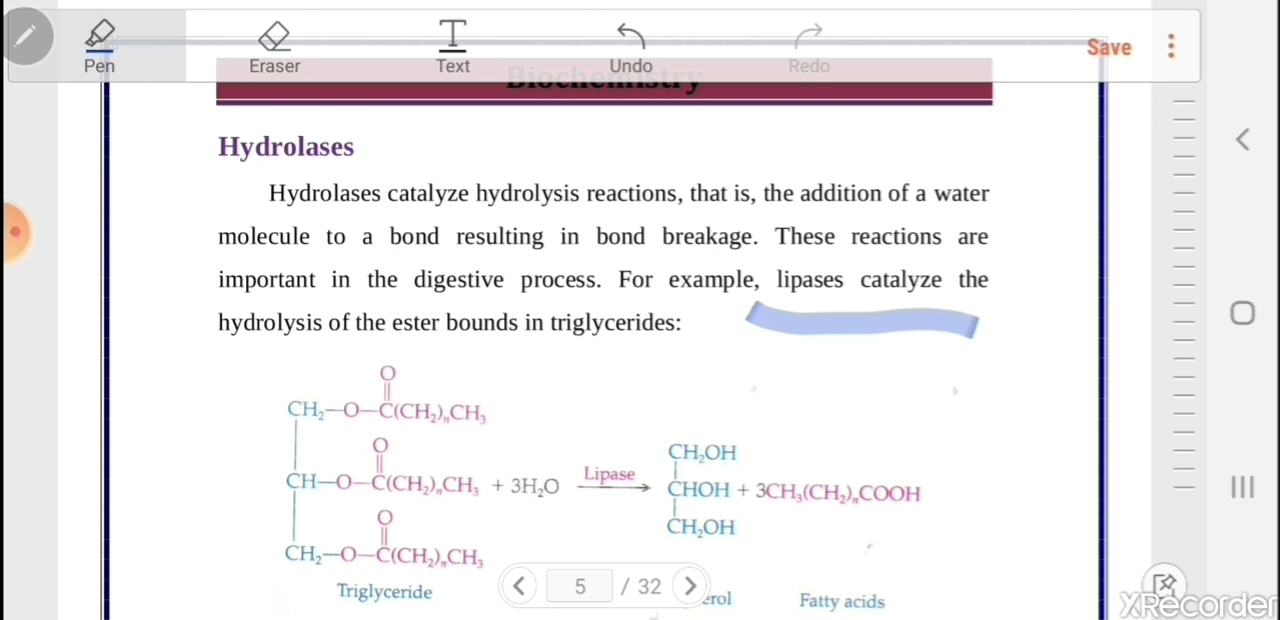 Pen
Eraser
Text
Undo
Redo
Save
Biochemistry
Hydrolases
Hydrolases catalyze hydrolysis reactions, that is, the addition of a water
molecule to a bond resulting in bond breakage. These reactions are
important in the digestive process. For example, lipases catalyze the
hydrolysis of the ester bounds in triglycerides:
O
CH₂—O—C(CH₂)ₙCH₃
O
CH—O—C(CH₂)ₙCH₃ + 3H₂O Lipase → CHOH + 3CH₃(CH₂)ₙCOOH
CH₂OH
CH₂OH
O
CH₂—O—C(CH₂)ₙCH₃
Triglyceride
5 / 32
erol
Fatty acids
XRecorder